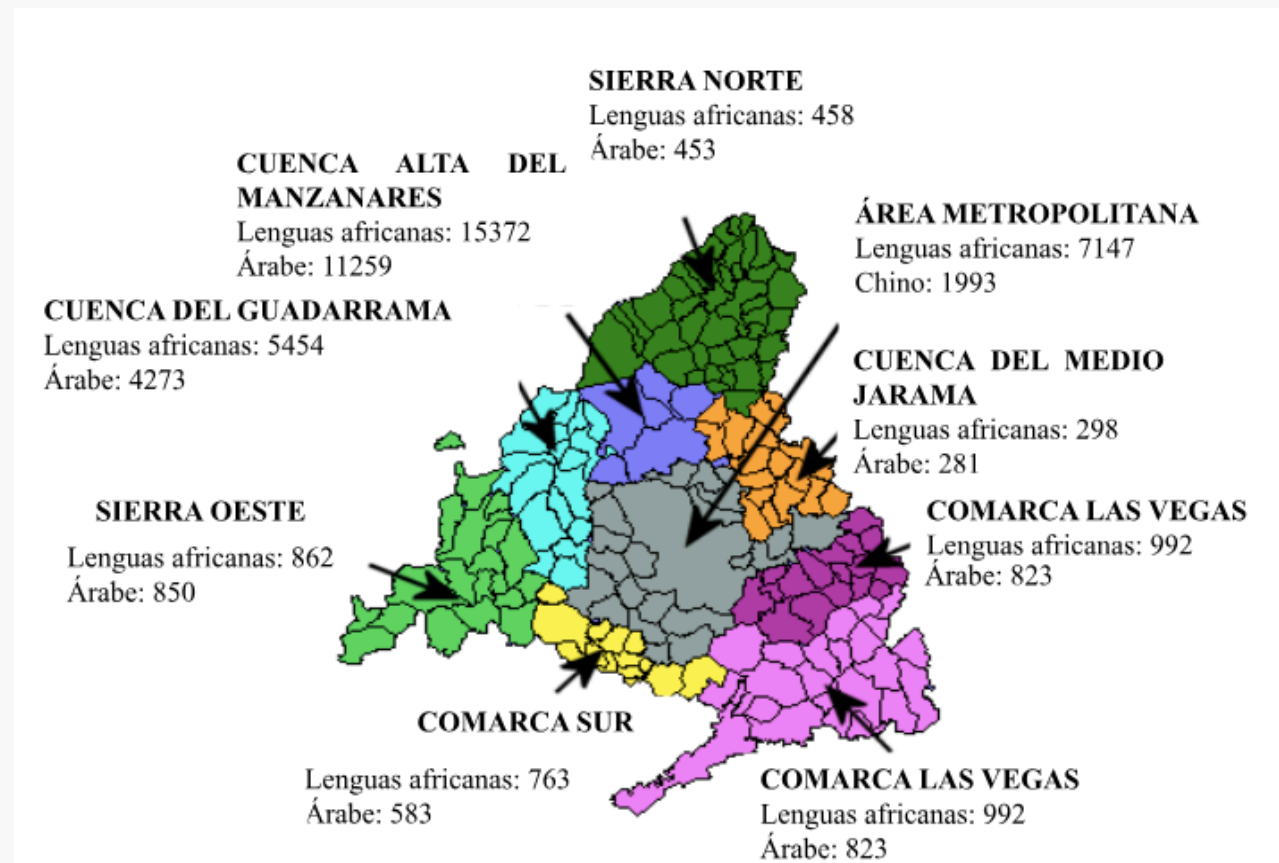 SIERRA NORTE
Lenguas africanas: 458
Árabe: 453
CUENCA ALTA DEL
MANZANARES
Lenguas africanas: 15372
Árabe: 11259
ÁREA METROPOLITANA
Lenguas africanas: 7147
Chino: 1993
CUENCA DEL GUADARRAMA
Lenguas africanas: 5454
Árabe: 4273
CUENCA DEL MEDIO
JARAMA
Lenguas africanas: 298
Árabe: 281
SIERRA OESTE
Lenguas africanas: 862
Árabe: 850
COMARCA LAS VEGAS
Lenguas africanas: 992
Árabe: 823
COMARCA SUR
Lenguas africanas: 763
Árabe: 583
COMARCA LAS VEGAS
Lenguas africanas: 992
Árabe: 823